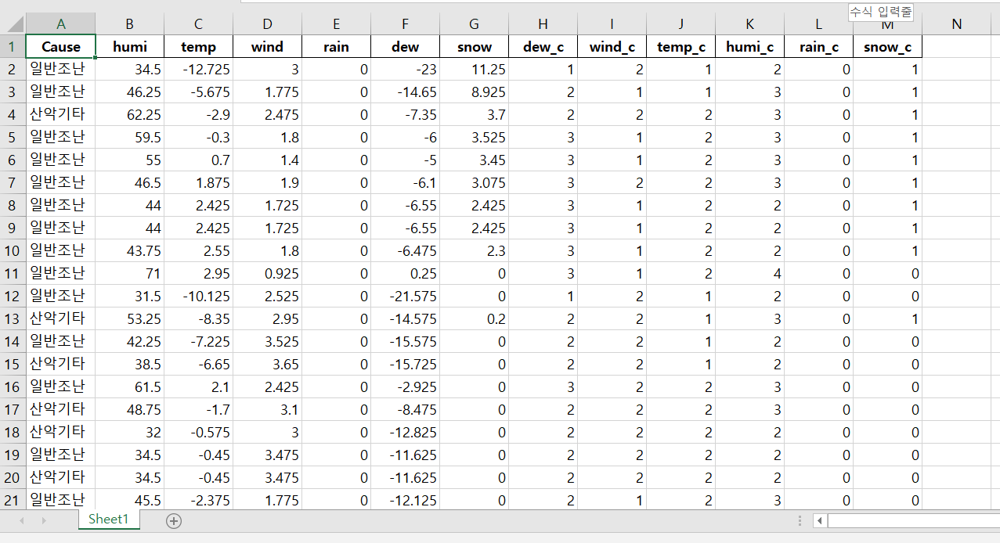 수식 입력줄
A B C D E F G H I J K L M N
1 Cause humi temp wind rain dew snow dew_c wind_c temp_c humi_c rain_c snow_c
2 일반조난 34.5 -12.725 3 0 -23 11.25 1 2 1 2 0 1
3 일반조난 46.25 -5.675 1.775 0 -14.65 8.925 2 1 1 3 0 1
4 산악기타 62.25 -2.9 2.475 0 -7.35 3.7 2 2 2 3 0 1
5 일반조난 59.5 -0.3 1.8 0 -6 3.525 3 1 2 3 0 1
6 일반조난 55 0.7 1.4 0 -5 3.45 3 1 2 3 0 1
7 일반조난 46.5 1.875 1.9 0 -6.1 3.075 3 2 2 3 0 1
8 일반조난 44 2.425 1.725 0 -6.55 2.425 3 1 2 2 0 1
9 일반조난 44 2.425 1.725 0 -6.55 2.425 3 1 2 2 0 1
10 일반조난 43.75 2.55 1.8 0 -6.475 2.3 3 1 2 2 0 1
11 일반조난 71 2.95 0.925 0 0.25 0 3 1 2 4 0 0
12 일반조난 31.5 -10.125 2.525 0 -21.575 0 1 2 1 2 0 0
13 산악기타 53.25 -8.35 2.95 0 -14.575 0.2 2 2 1 3 0 1
14 일반조난 42.25 -7.225 3.525 0 -15.575 0 2 2 1 2 0 0
15 산악기타 38.5 -6.65 3.65 0 -15.725 0 2 2 1 2 0 0
16 일반조난 61.5 2.1 2.425 0 -2.925 0 3 2 2 3 0 0
17 산악기타 48.75 -1.7 3.1 0 -8.475 0 2 2 2 3 0 0
18 산악기타 32 -0.575 3 0 -12.825 0 2 2 2 2 0 0
19 일반조난 34.5 -0.45 3.475 0 -11.625 0 2 2 2 2 0 0
20 산악기타 34.5 -0.45 3.475 0 -11.625 0 2 2 2 2 0 0
21 일반조난 45.5 -2.375 1.775 0 -12.125 0 2 1 2 3 0 0
Sheet1